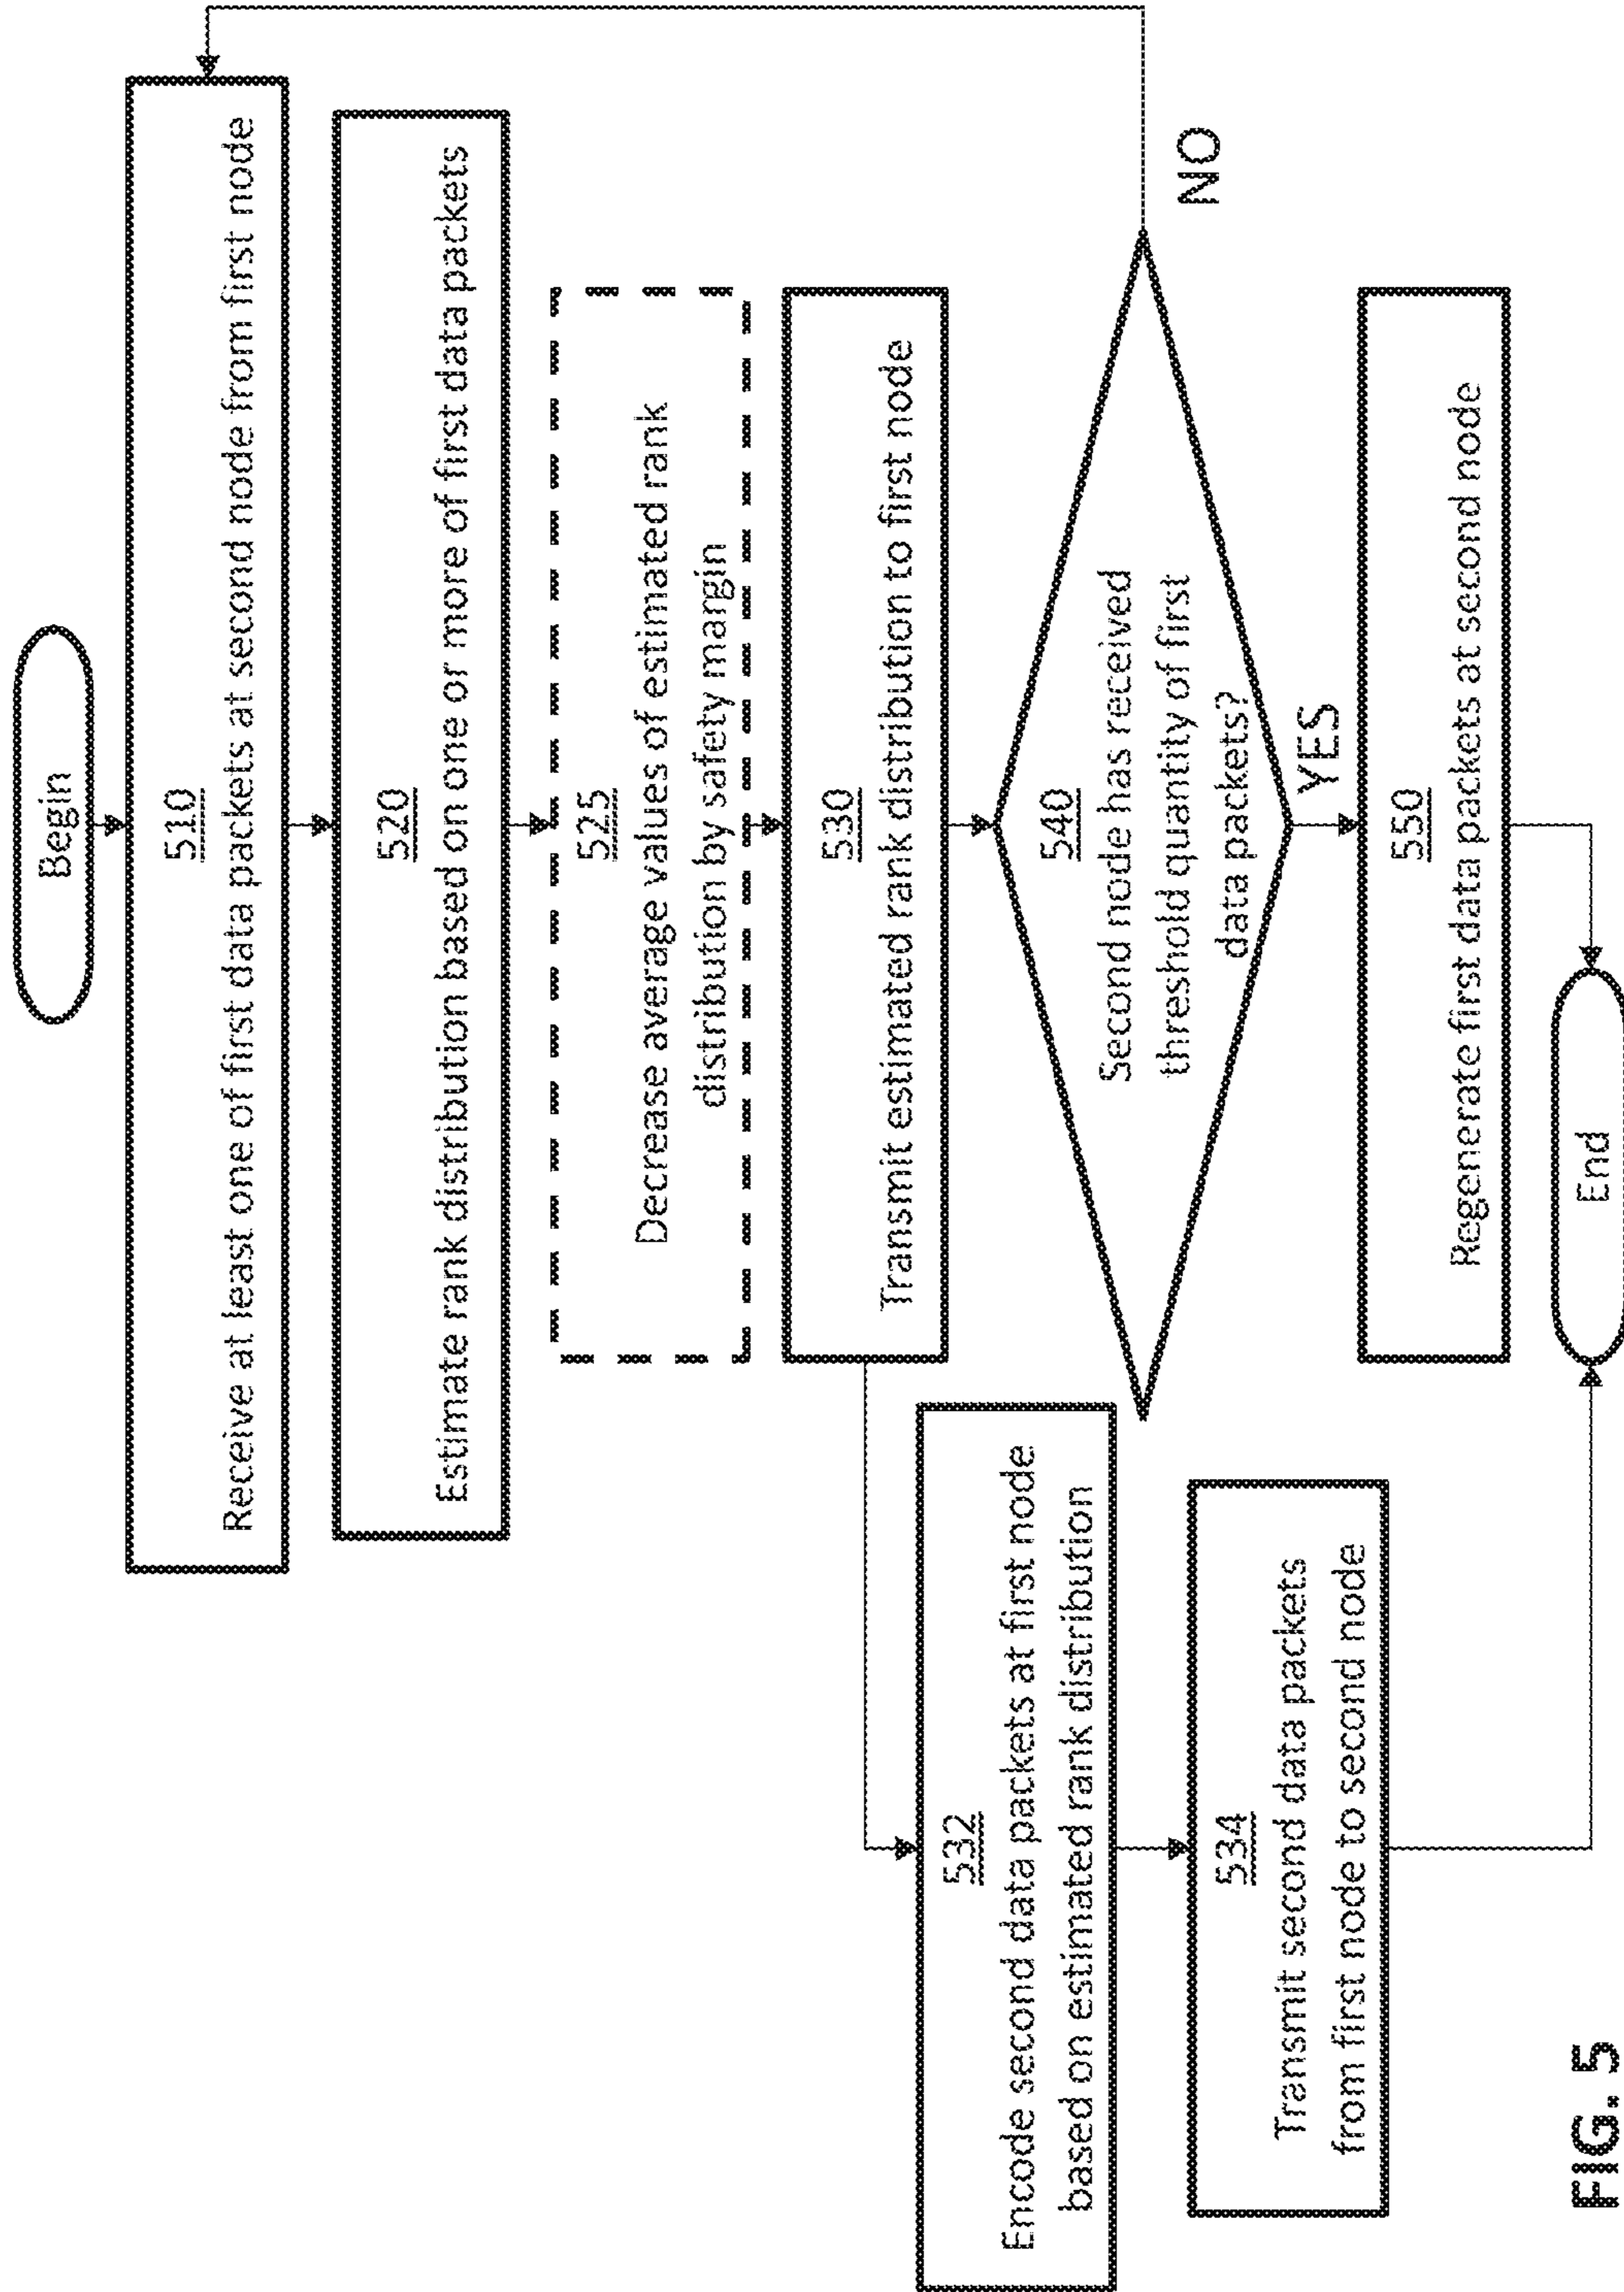 Begin
510
Receive at least one of first data packets at second node from first node
520
Estimate rank distribution based on one or more of first data packets
525
Decrease average values of estimated rank
distribution by safety margin
530
Transmit estimated rank distribution to first node
532
Encode second data packets at first node
based on estimated rank distribution
534
Transmit second data packets
from first node to second node
540
Second node has received
threshold quantity of first
data packets?
NO
YES
550
Regenerate first data packets at second node
End
FIG. 5